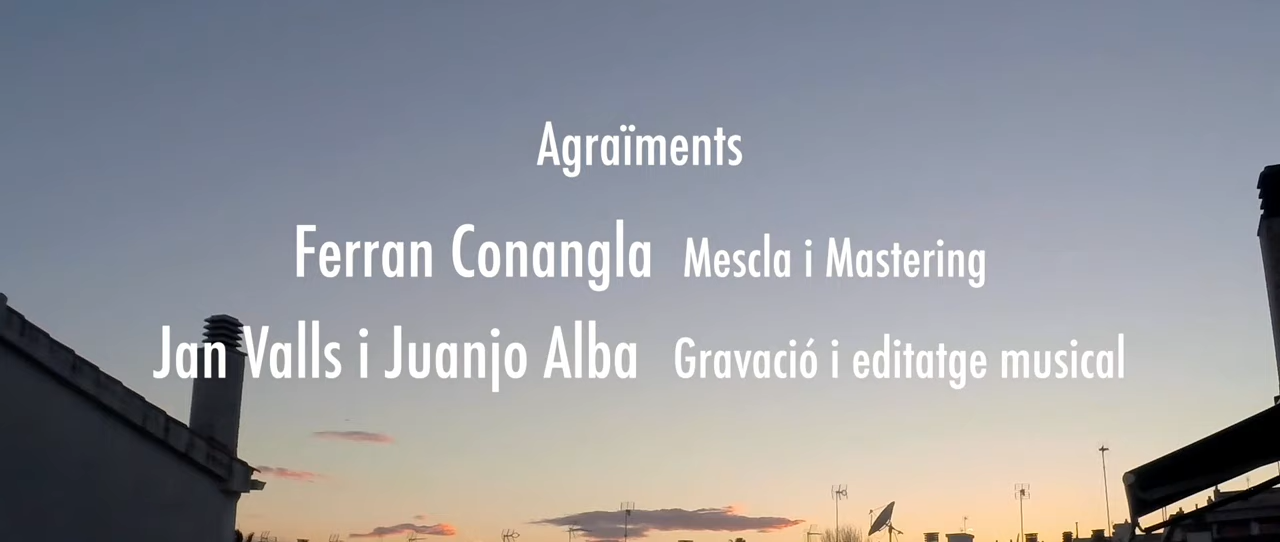 Agraïments
Ferran Conangla Mescla i Mastering
Jan Valls i Juanjo Alba Gravació i editatge musical